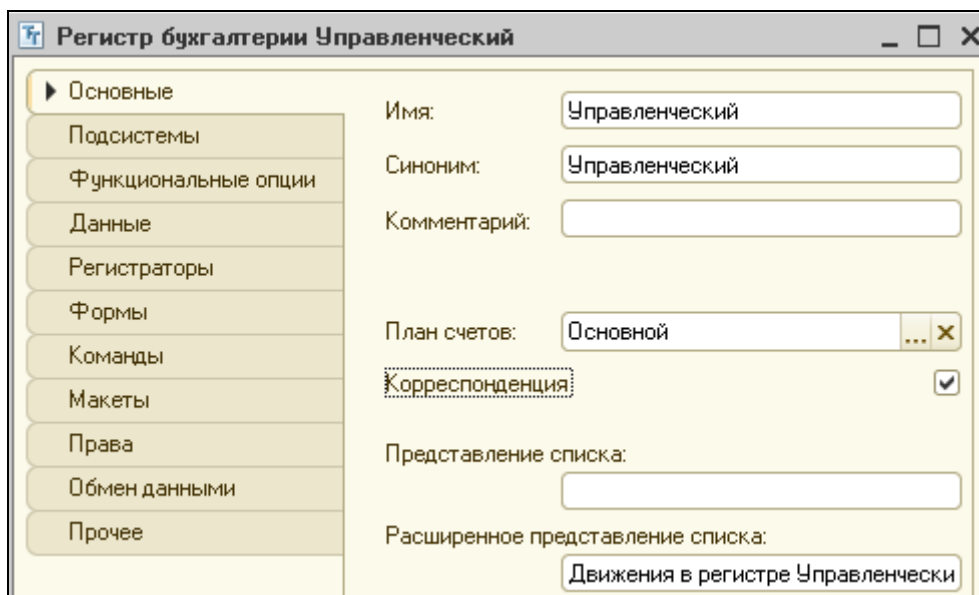 Регистр бухгалтерии Управленческий
Основные
Подсистемы
Функциональные опции
Данные
Регистраторы
Формы
Команды
Макеты
Права
Обмен данными
Прочее
Имя: Управленческий
Синоним: Управленческий
Комментарий:
План счетов: Основной ...
Корреспонденция
Представление списка:
Расширенное представление списка:
Движения в регистре Управленчески